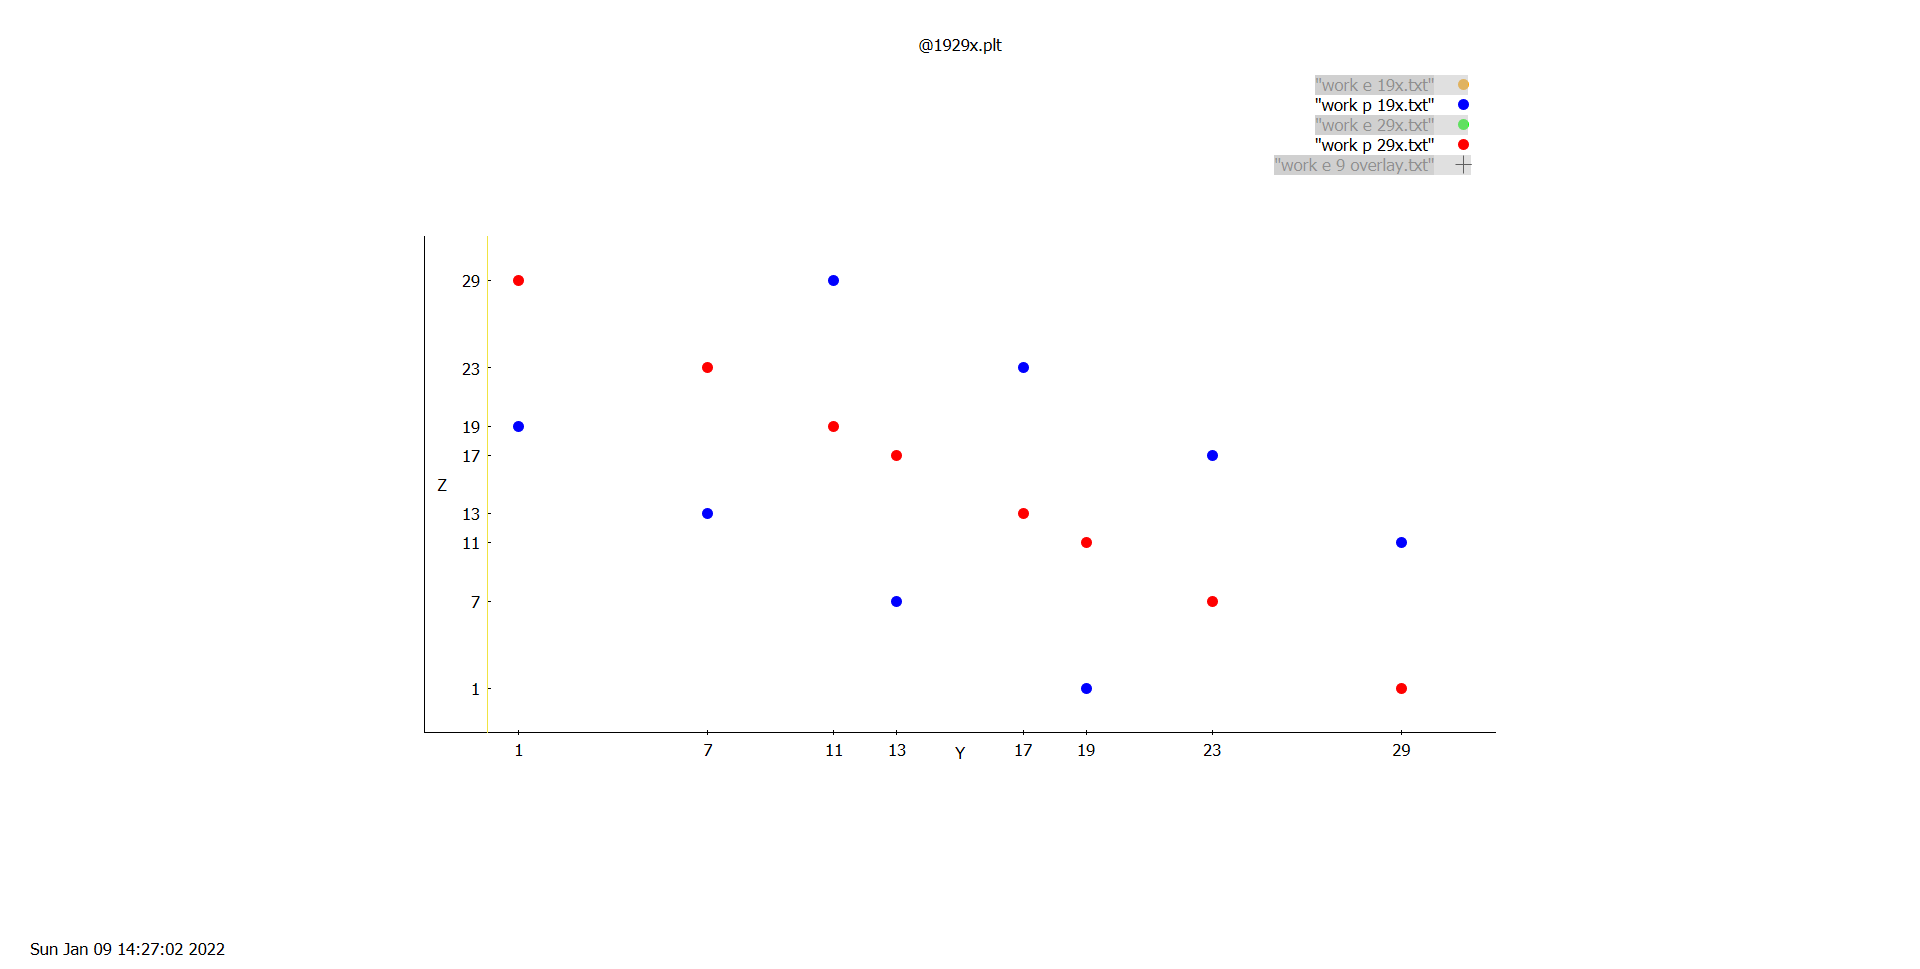 @1929x.plt
"work e 19x.txt"
"work p 19x.txt"
"work e 29x.txt"
"work p 29x.txt"
"work e 9 overlay.txt"
29
23
19
17
Z
13
11
7
1
1 7 11 13 17 19 23 29
Y
Sun Jan 09 14:27:02 2022